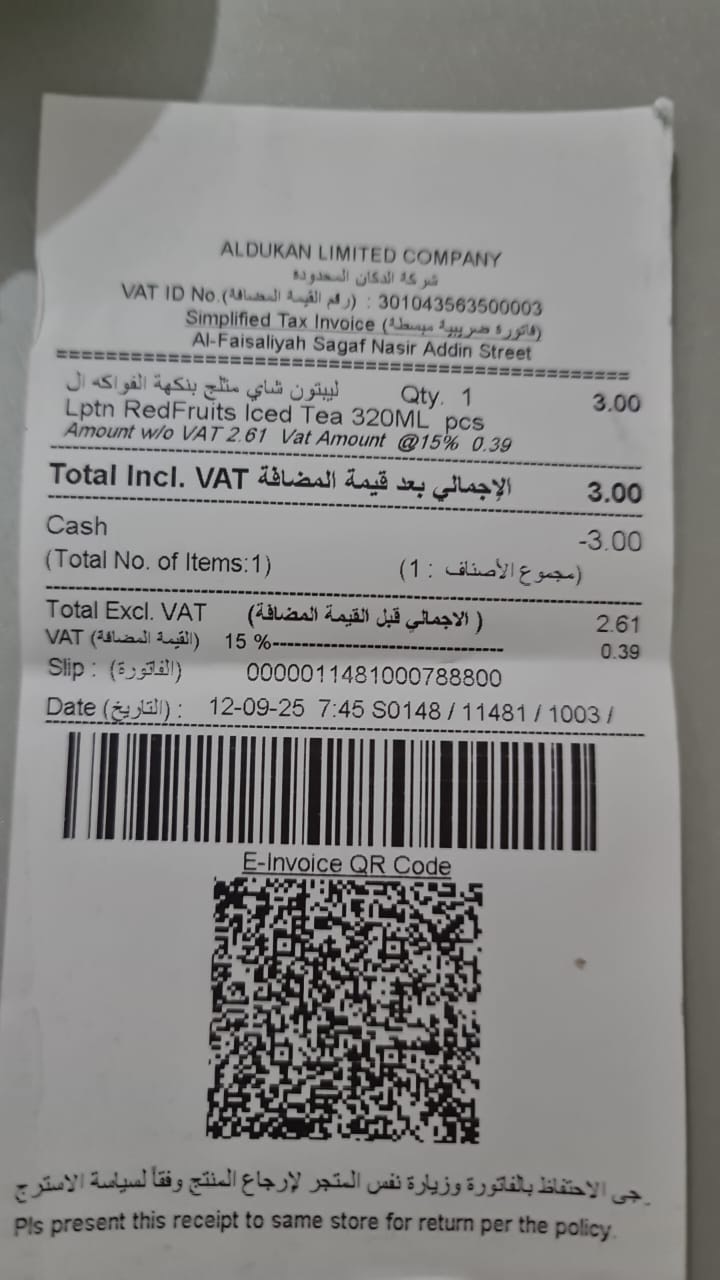 ALDUKAN LIMITED COMPANY
شركة الدكان المحدودة
VAT ID No.(رقم القيمة المضافة) : 301043563500003
Simplified Tax Invoice (فاتورة ضريبية مبسطة)
Al-Faisaliyah Sagaf Nasir Addin Street
ليبتون شاي مثلج بنكهة الفواكه ال Qty. 1 3.00
Lptn RedFruits Iced Tea 320ML pcs
Amount w/o VAT 2.61 Vat Amount @15% 0.39
Total Incl. VAT الإجمالي بعد قيمة المضافة 3.00
Cash -3.00
(Total No. of Items:1) (مجموع الأصناف : 1)
Total Excl. VAT (الاجمالي قبل القيمة المضافة ) 2.61
VAT (القيمة المضافة) 15 %------------------------------ 0.39
Slip : (الفاتورة) 0000011481000788800
Date (التاريخ) : 12-09-25 7:45 S0148 / 11481 / 1003 /
E-Invoice QR Code
جى الاحتفاظ بالفاتورة وزيارة نفس المتجر لإرجاع المنتج وفقاً لسياسة الاسترج
Pls present this receipt to same store for return per the policy.